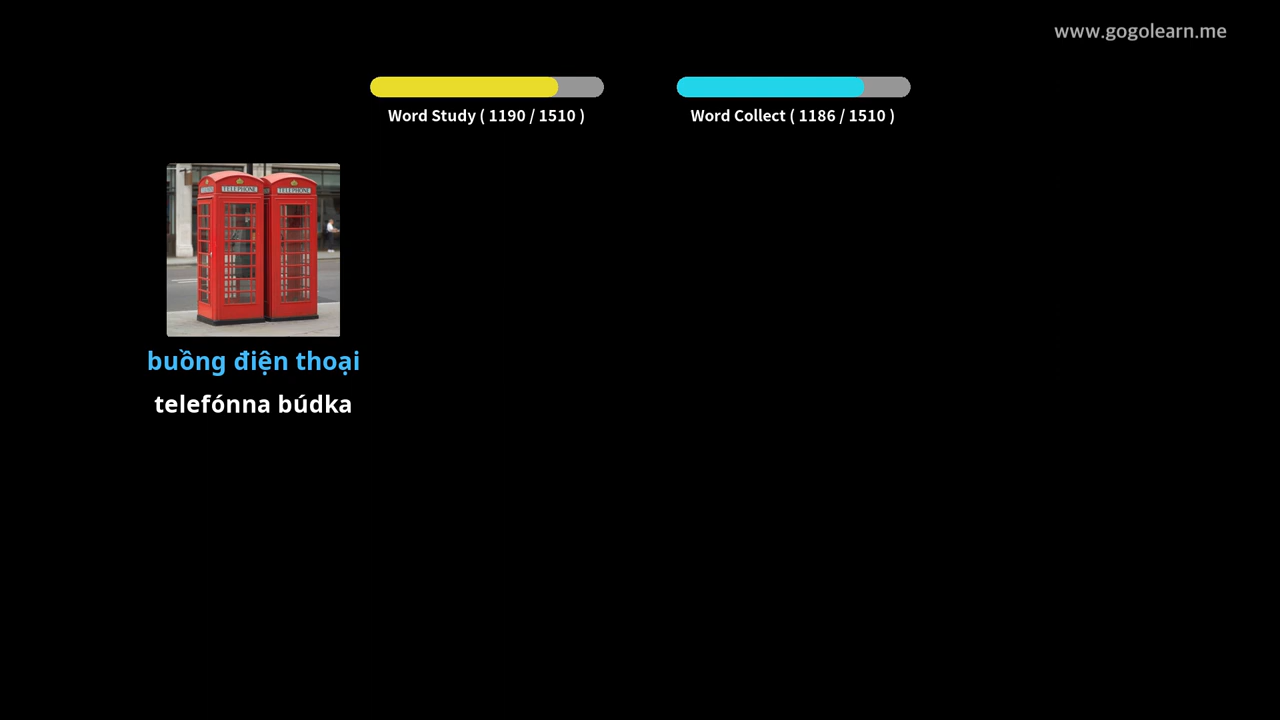 www.gogolearn.me
Word Study ( 1190 / 1510 )
Word Collect ( 1186 / 1510 )
TELEPHONE
TELEPHONE
buồng điện thoại
telefónna búdka